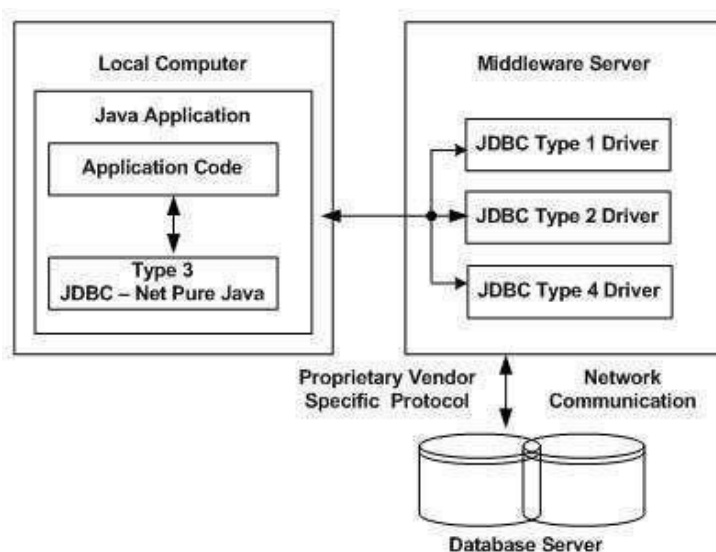 Local Computer
Java Application
Application Code
Type 3
JDBC – Net Pure Java
Middleware Server
JDBC Type 1 Driver
JDBC Type 2 Driver
JDBC Type 4 Driver
Proprietary Vendor
Specific Protocol
Network
Communication
Database Server